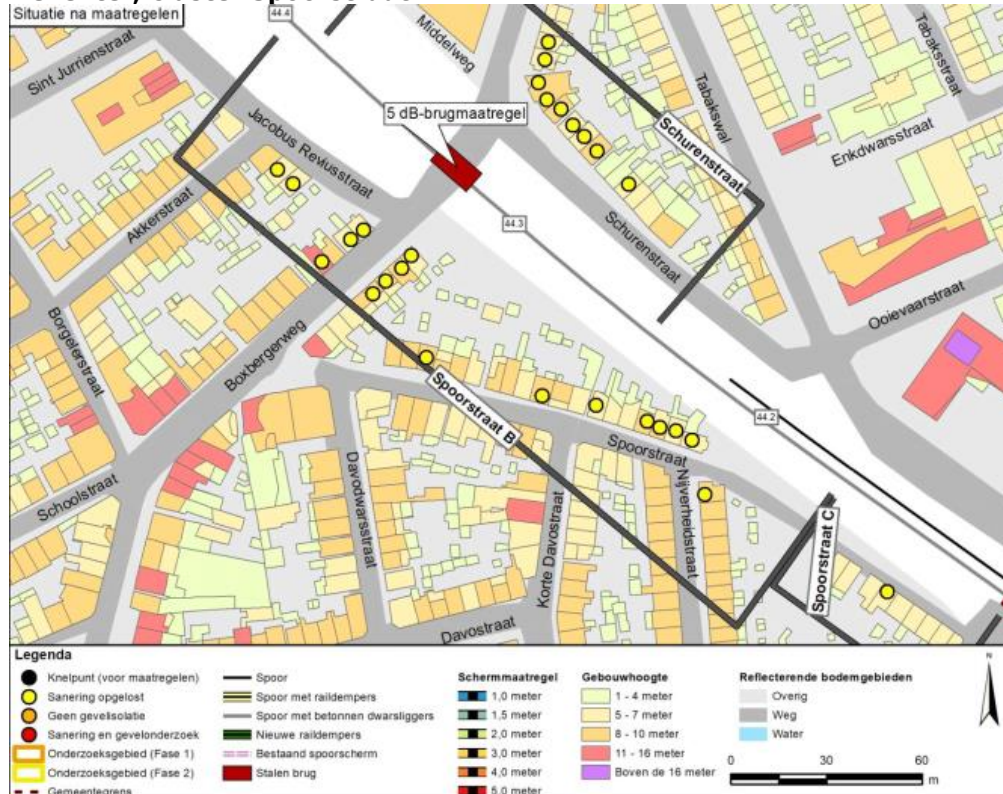 Situatie na maatregelen
44.4
Middelweg
Sint Jurriënstraat
Tabaksstraat
Tabakswal
5 dB-brugmaatregel
Jacobus Reviusstraat
Schurenstraat
Enkdwarsstraat
Akkerstraat
44.3
Schurenstraat
Ooievaarstraat
Borgelerstraat
Boxbergerweg
Spoorstraat B
44.2
Spoorstraat
Schoolstraat
Davodwarsstraat
Nijverheidstraat
Korte Davostraat
Spoorstraat C
Davostraat
Legenda
Knelpunt (voor maatregelen)
Sanering opgelost
Geen gevelisolatie
Sanering en gevelonderzoek
Onderzoeksgebied (Fase 1)
Onderzoeksgebied (Fase 2)
Gemeentegrens
Spoor
Spoor met raildempers
Spoor met betonnen dwarsliggers
Nieuwe raildempers
Bestaand spoorscherm
Stalen brug
Schermmaatregel
1,0 meter
1,5 meter
2,0 meter
3,0 meter
4,0 meter
5,0 meter
Gebouwhoogte
1 - 4 meter
5 - 7 meter
8 - 10 meter
11 - 16 meter
Boven de 16 meter
Reflecterende bodemgebieden
Overig
Weg
Water
N
0 30 60
m